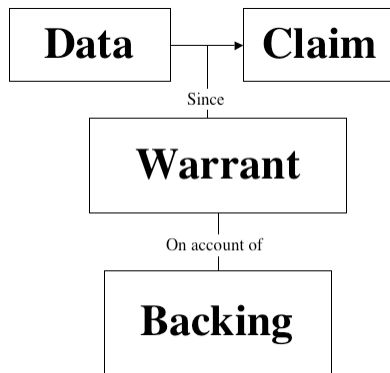 Data
Claim
Since
Warrant
On account of
Backing